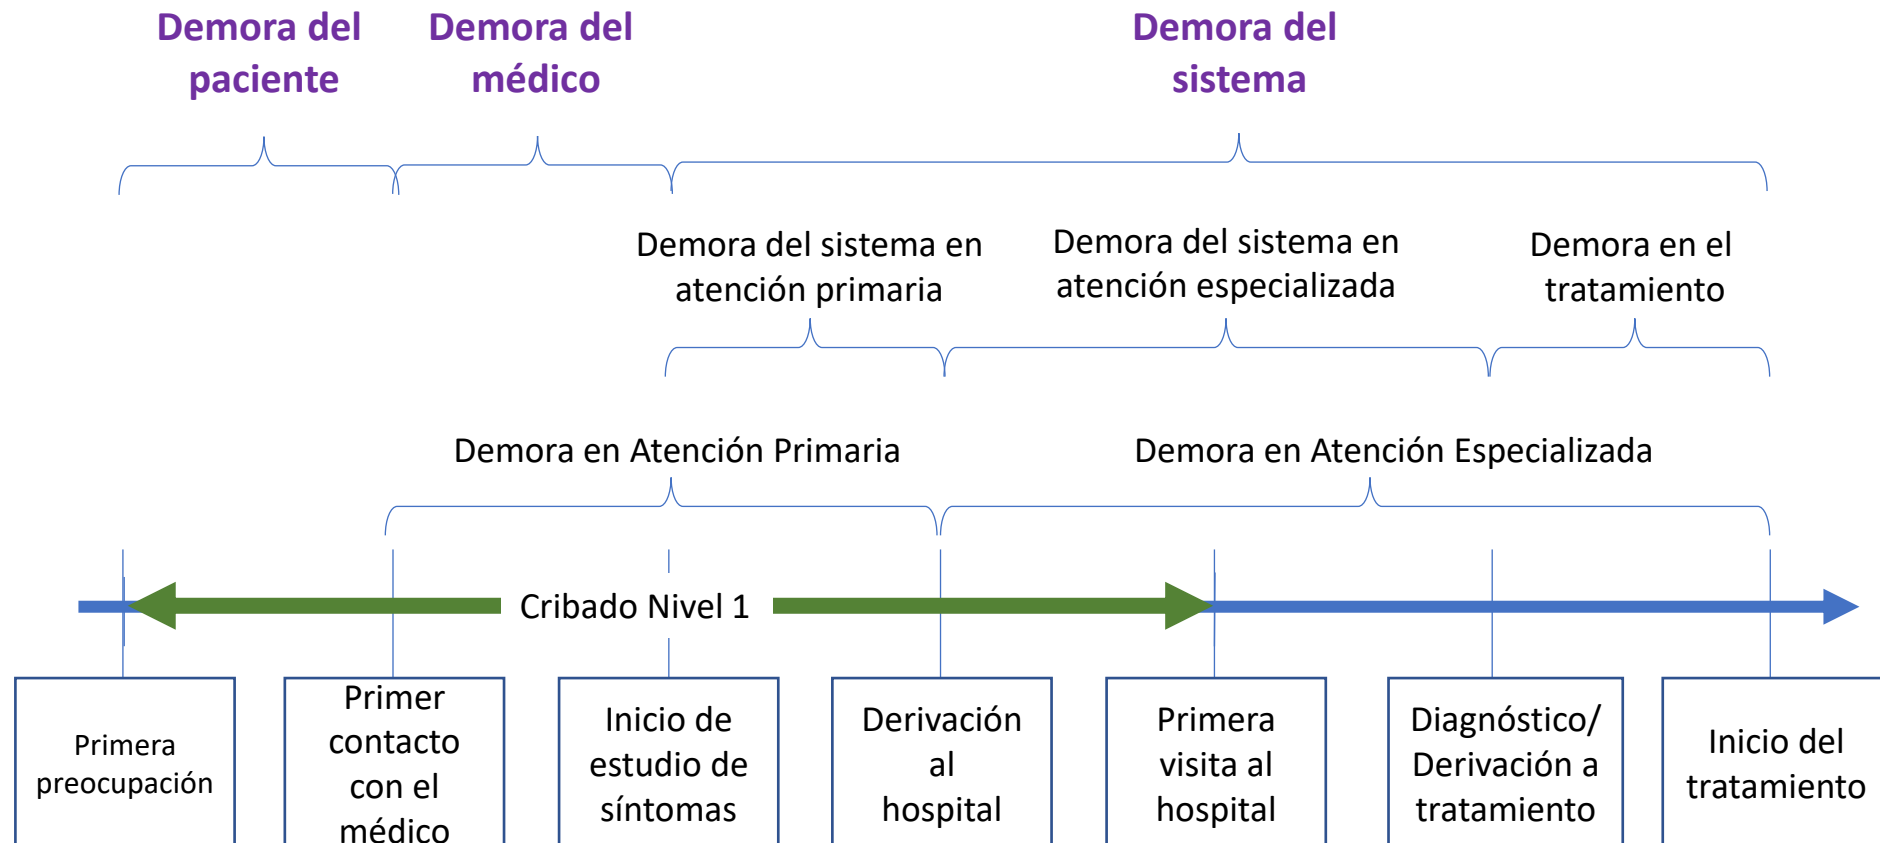 Demora del
paciente
Demora del
médico
Demora del
sistema
Demora del sistema en
atención primaria
Demora del sistema en
atención especializada
Demora en el
tratamiento
Demora en Atención Primaria
Demora en Atención Especializada
Cribado Nivel 1
Primera
preocupación
Primer
contacto
con el
médico
Inicio de
estudio de
síntomas
Derivación
al
hospital
Primera
visita al
hospital
Diagnóstico/
Derivación a
tratamiento
Inicio del
tratamiento